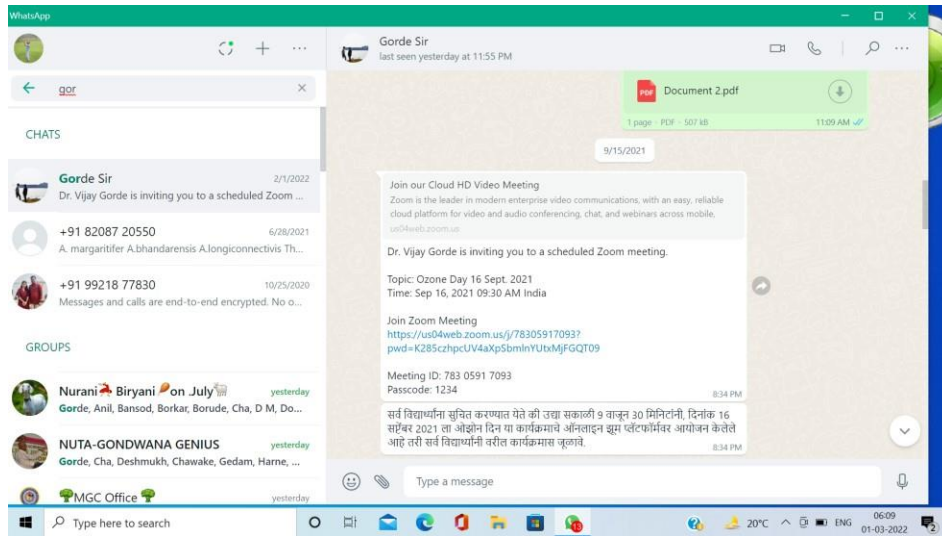 WhatsApp
gor
CHATS
Gorde Sir 2/1/2022
Dr. Vijay Gorde is inviting you to a scheduled Zoom ...
+91 82087 20550 6/28/2021
A. margaritifer A.bhandarensis A.longiconnectivis Th...
+91 99218 77830 10/25/2020
Messages and calls are end-to-end encrypted. No o...
GROUPS
Nurani Biryani on July yesterday
Gorde, Anil, Bansod, Borkar, Borude, Cha, D M, Do...
NUTA-GONDWANA GENIUS yesterday
Gorde, Cha, Deshmukh, Chawake, Gedam, Harne, ...
MGC Office yesterday
Gorde Sir
last seen yesterday at 11:55 PM
PDF Document 2.pdf
1 page - PDF - 507 kB 11:09 AM
9/15/2021
Join our Cloud HD Video Meeting
Zoom is the leader in modern enterprise video communications, with an easy, reliable
cloud platform for video and audio conferencing, chat, and webinars across mobile,
us04web.zoom.us
Dr. Vijay Gorde is inviting you to a scheduled Zoom meeting.
Topic: Ozone Day 16 Sept. 2021
Time: Sep 16, 2021 09:30 AM India
Join Zoom Meeting
https://us04web.zoom.us/j/78305917093?
pwd=K285czhpcUV4aXpSbmlnYUtxMjFGQT09
Meeting ID: 783 0591 7093
Passcode: 1234
8:34 PM
सर्व विद्यार्थ्यांना सुचित करण्यात येते की उद्या सकाळी 9 वाजून 30 मिनिटांनी, दिनांक 16
सप्टेंबर 2021 ला ओझोन दिन या कार्यक्रमाचे ऑनलाइन झूम प्लॅटफॉर्मवर आयोजन केलेले
आहे तरी सर्व विद्यार्थ्यांनी वरील कार्यक्रमास जूळावे.
8:34 PM
Type a message
Type here to search
20°C ENG 06:09
01-03-2022